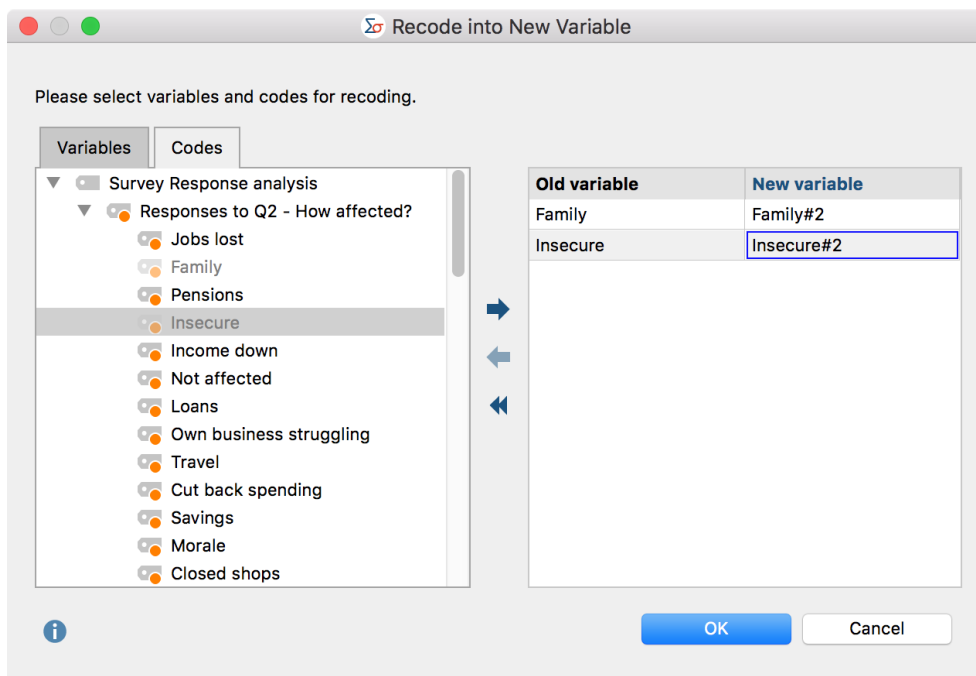 Recode into New Variable
Please select variables and codes for recoding.
Variables Codes
Survey Response analysis
Responses to Q2 - How affected?
Jobs lost
Family
Pensions
Insecure
Income down
Not affected
Loans
Own business struggling
Travel
Cut back spending
Savings
Morale
Closed shops
Old variable New variable
Family Family#2
Insecure Insecure#2
OK Cancel